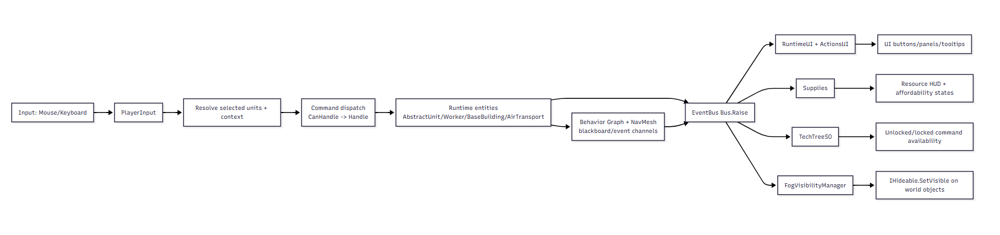 Input: Mouse/Keyboard
PlayerInput
Resolve selected units +
context
Command dispatch
CanHandle -> Handle
Runtime entities
AbstractUnit/Worker/BaseBuilding/AirTransport
Behavior Graph + NavMesh
blackboard/event channels
EventBus Bus.Raise
RuntimeUI + ActionsUI
UI buttons/panels/tooltips
Supplies
Resource HUD +
affordability states
TechTreeSO
Unlocked/locked command
availability
FogVisibilityManager
IHideable.SetVisible on
world objects